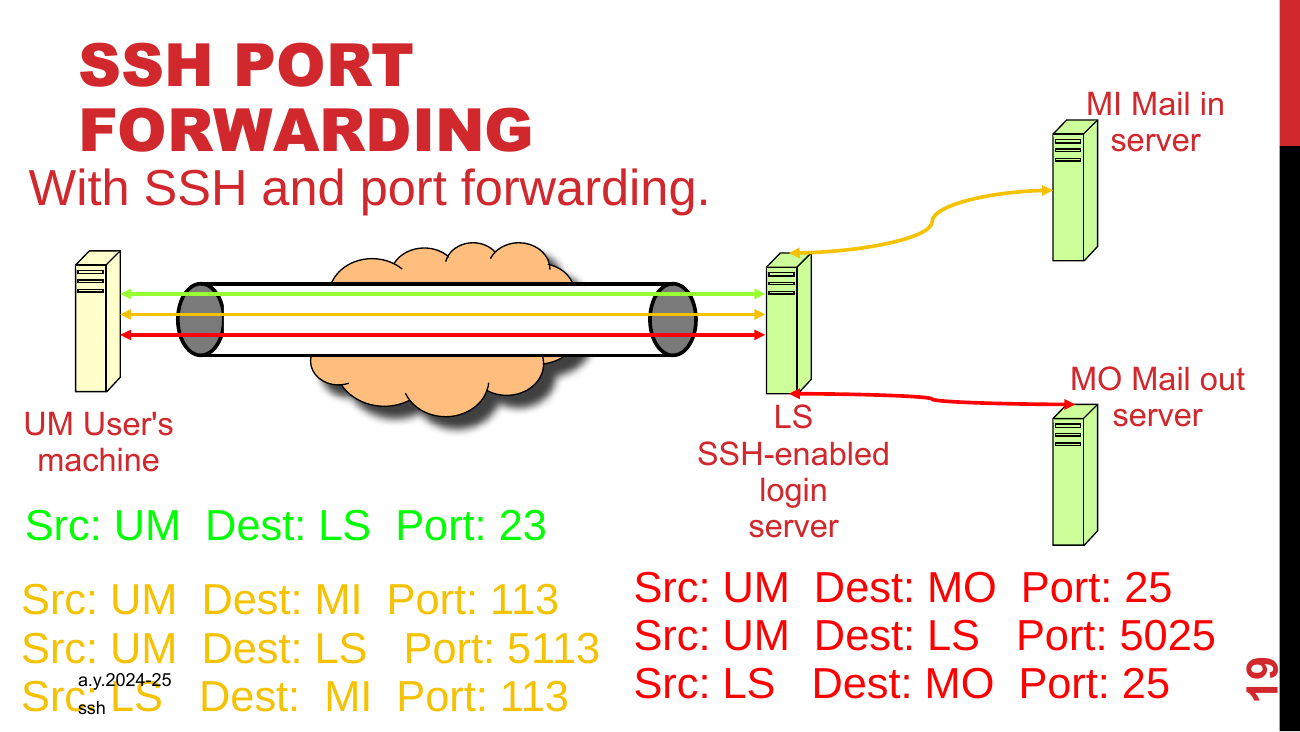 SSH PORT
FORWARDING
With SSH and port forwarding.
MI Mail in
server
MO Mail out
server
UM User's
machine
LS
SSH-enabled
login
server
Src: UM Dest: LS Port: 23
Src: UM Dest: MI Port: 113
Src: UM Dest: LS Port: 5113
Src: LS Dest: MI Port: 113
Src: UM Dest: MO Port: 25
Src: UM Dest: LS Port: 5025
Src: LS Dest: MO Port: 25
a.y.2024-25
ssh
19